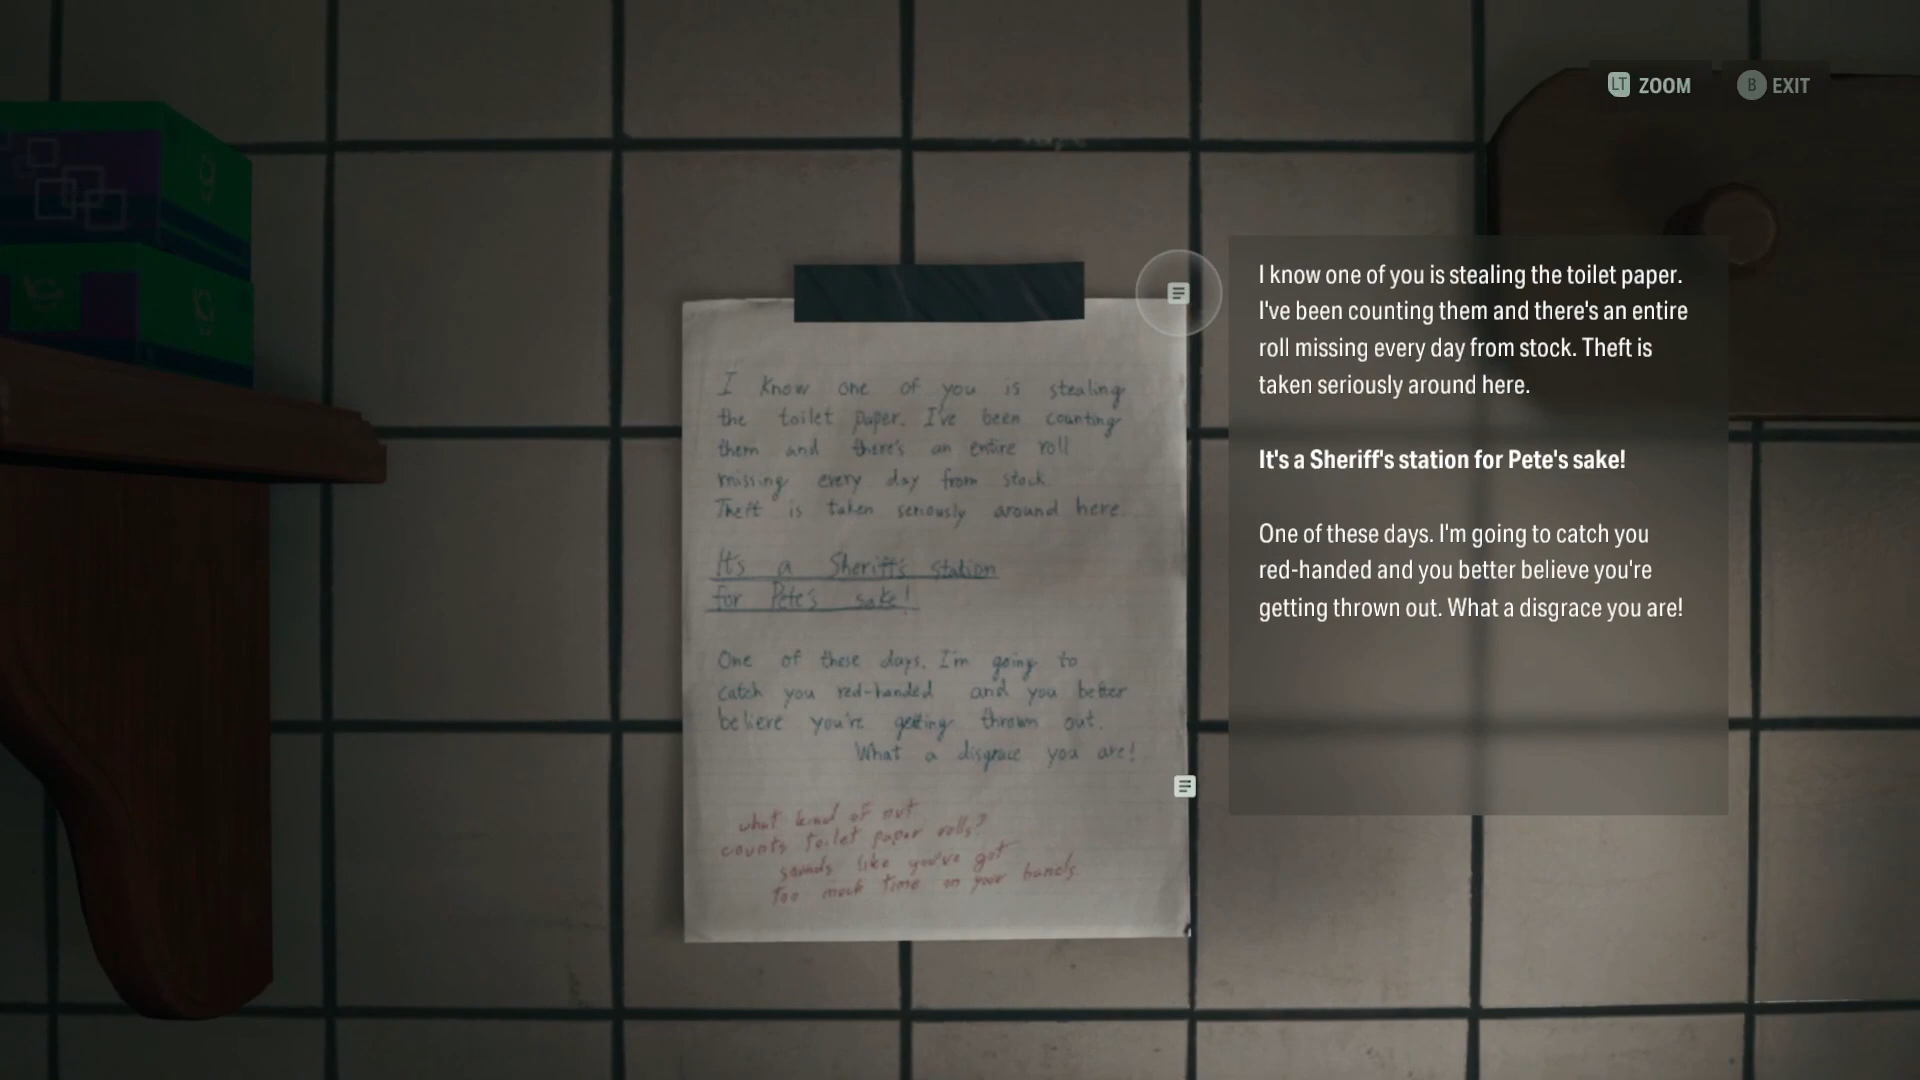 LT ZOOM B EXIT
I know one of you is stealing
the toilet paper. I've been counting
them and there's an entire roll
missing every day from stock.
Theft is taken seriously around here.
It's a Sheriff's station
for Pete's sake!
One of these days. I'm going to
catch you red-handed and you better
believe you're getting thrown out.
What a disgrace you are!
what kind of nut
counts toilet paper rolls?
sounds like you've got
too much time on your hands.
I know one of you is stealing the toilet paper.
I've been counting them and there's an entire
roll missing every day from stock. Theft is
taken seriously around here.
It's a Sheriff's station for Pete's sake!
One of these days. I'm going to catch you
red-handed and you better believe you're
getting thrown out. What a disgrace you are!